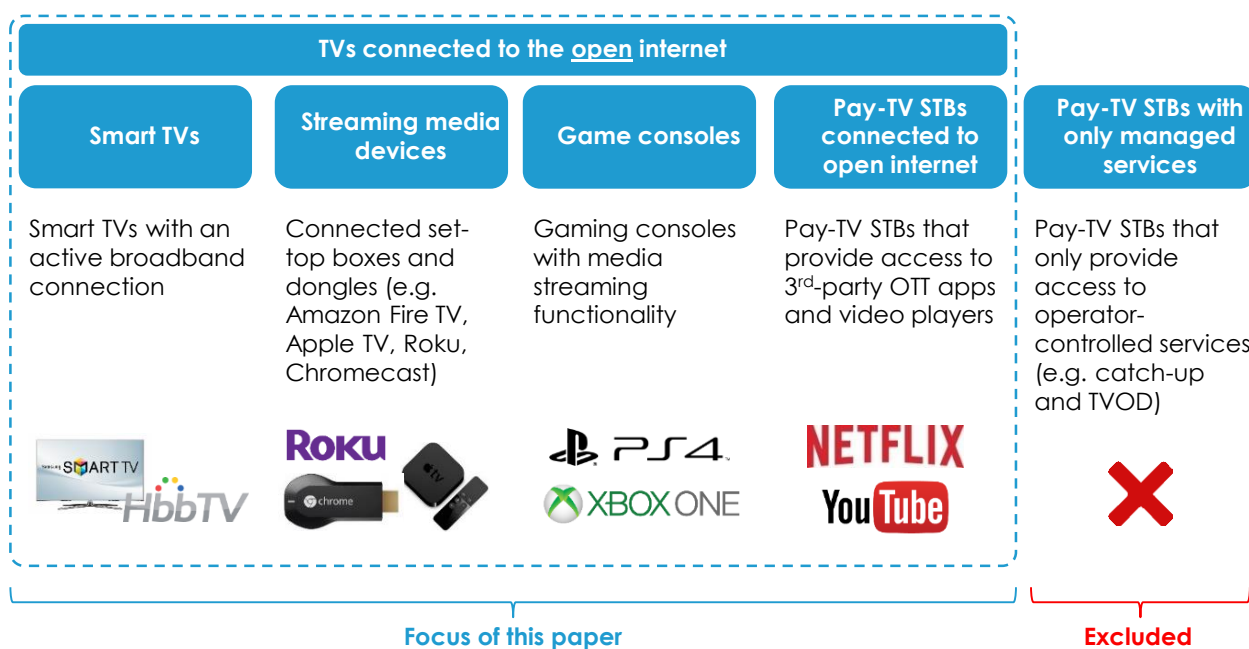 TVs connected to the open internet
Smart TVs
Streaming media
devices
Game consoles
Pay-TV STBs
connected to
open internet
Pay-TV STBs with
only managed
services
Smart TVs with an
active broadband
connection
Connected set-
top boxes and
dongles (e.g.
Amazon Fire TV,
Apple TV, Roku,
Chromecast)
Gaming consoles
with media
streaming
functionality
Pay-TV STBs that
provide access to
3rd-party OTT apps
and video players
Pay-TV STBs that
only provide
access to
operator-
controlled services
(e.g. catch-up
and TVOD)
Samsung SMART TV
HbbTV
ROKU
chrome
tv
PS4
XBOX ONE
NETFLIX
YouTube
Focus of this paper
Excluded